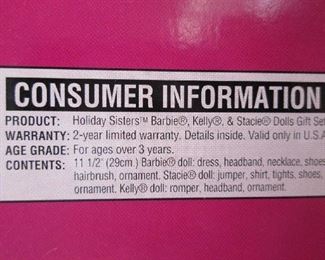 CONSUMER INFORMATION
PRODUCT: Holiday Sisters™ Barbie®, Kelly®, & Stacie® Dolls Gift Set
WARRANTY: 2-year limited warranty. Details inside. Valid only in U.S.A
AGE GRADE: For ages over 3 years.
CONTENTS: 11 1/2" (29cm.) Barbie® doll: dress, headband, necklace, shoes
hairbrush, ornament. Stacie® doll: jumper, shirt, tights, shoes,
ornament. Kelly® doll: romper, headband, ornament.